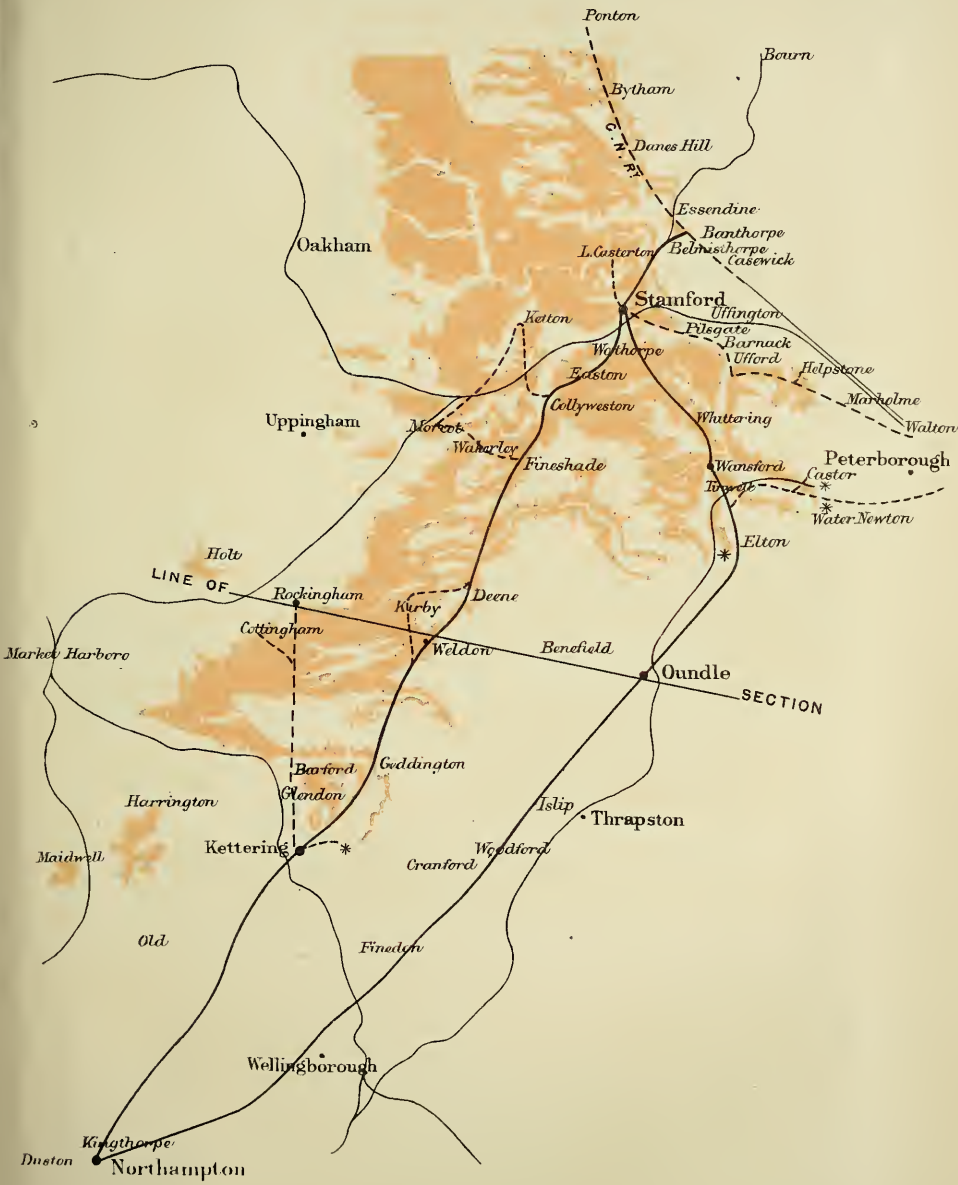 Ponton
Bourn
Bytham
G.N.Ry.
Danes Hill
Essendine
Banthorpe
Belmisthorpe
Casewick
Oakham
L. Casterton
Stamford
Uffington
Ketton
Pilsgate
Barnack
Wothorpe
Ufford
Easton
Helpstone
Collyweston
Marholme
Uppingham
Morcot
Whittering
Walton
Wakerley
Fineshade
Wansford
Peterborough
Castor
Water Newton
Elton
Holt
LINE OF
Rockingham
Deene
Kirby
Cottingham
Market Harboro
Weldon
Benefield
Oundle
SECTION
Barford
Geddington
Glendon
Harrington
Islip
Thrapston
Kettering
Woodford
Maidwell
Cranford
Old
Finedon
Wellingborough
Kingthorpe
Duston
Northampton